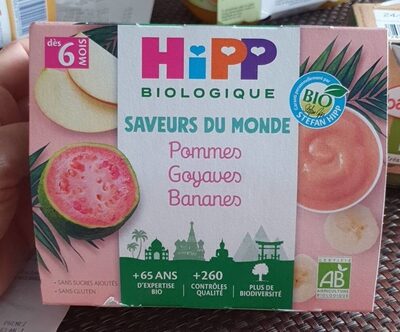 dès
6
MOIS
HiPP
BIOLOGIQUE
SAVEURS DU MONDE
Pommes
Goyaves
Bananes
BIO
STEFAN HIPP
• SANS SUCRES AJOUTÉS
• SANS GLUTEN
+65 ANS
D'EXPERTISE
BIO
+260
CONTRÔLES
QUALITÉ
PLUS DE
BIODIVERSITÉ
CERTIFIÉ
AB
AGRICULTURE
BIOLOGIQUE